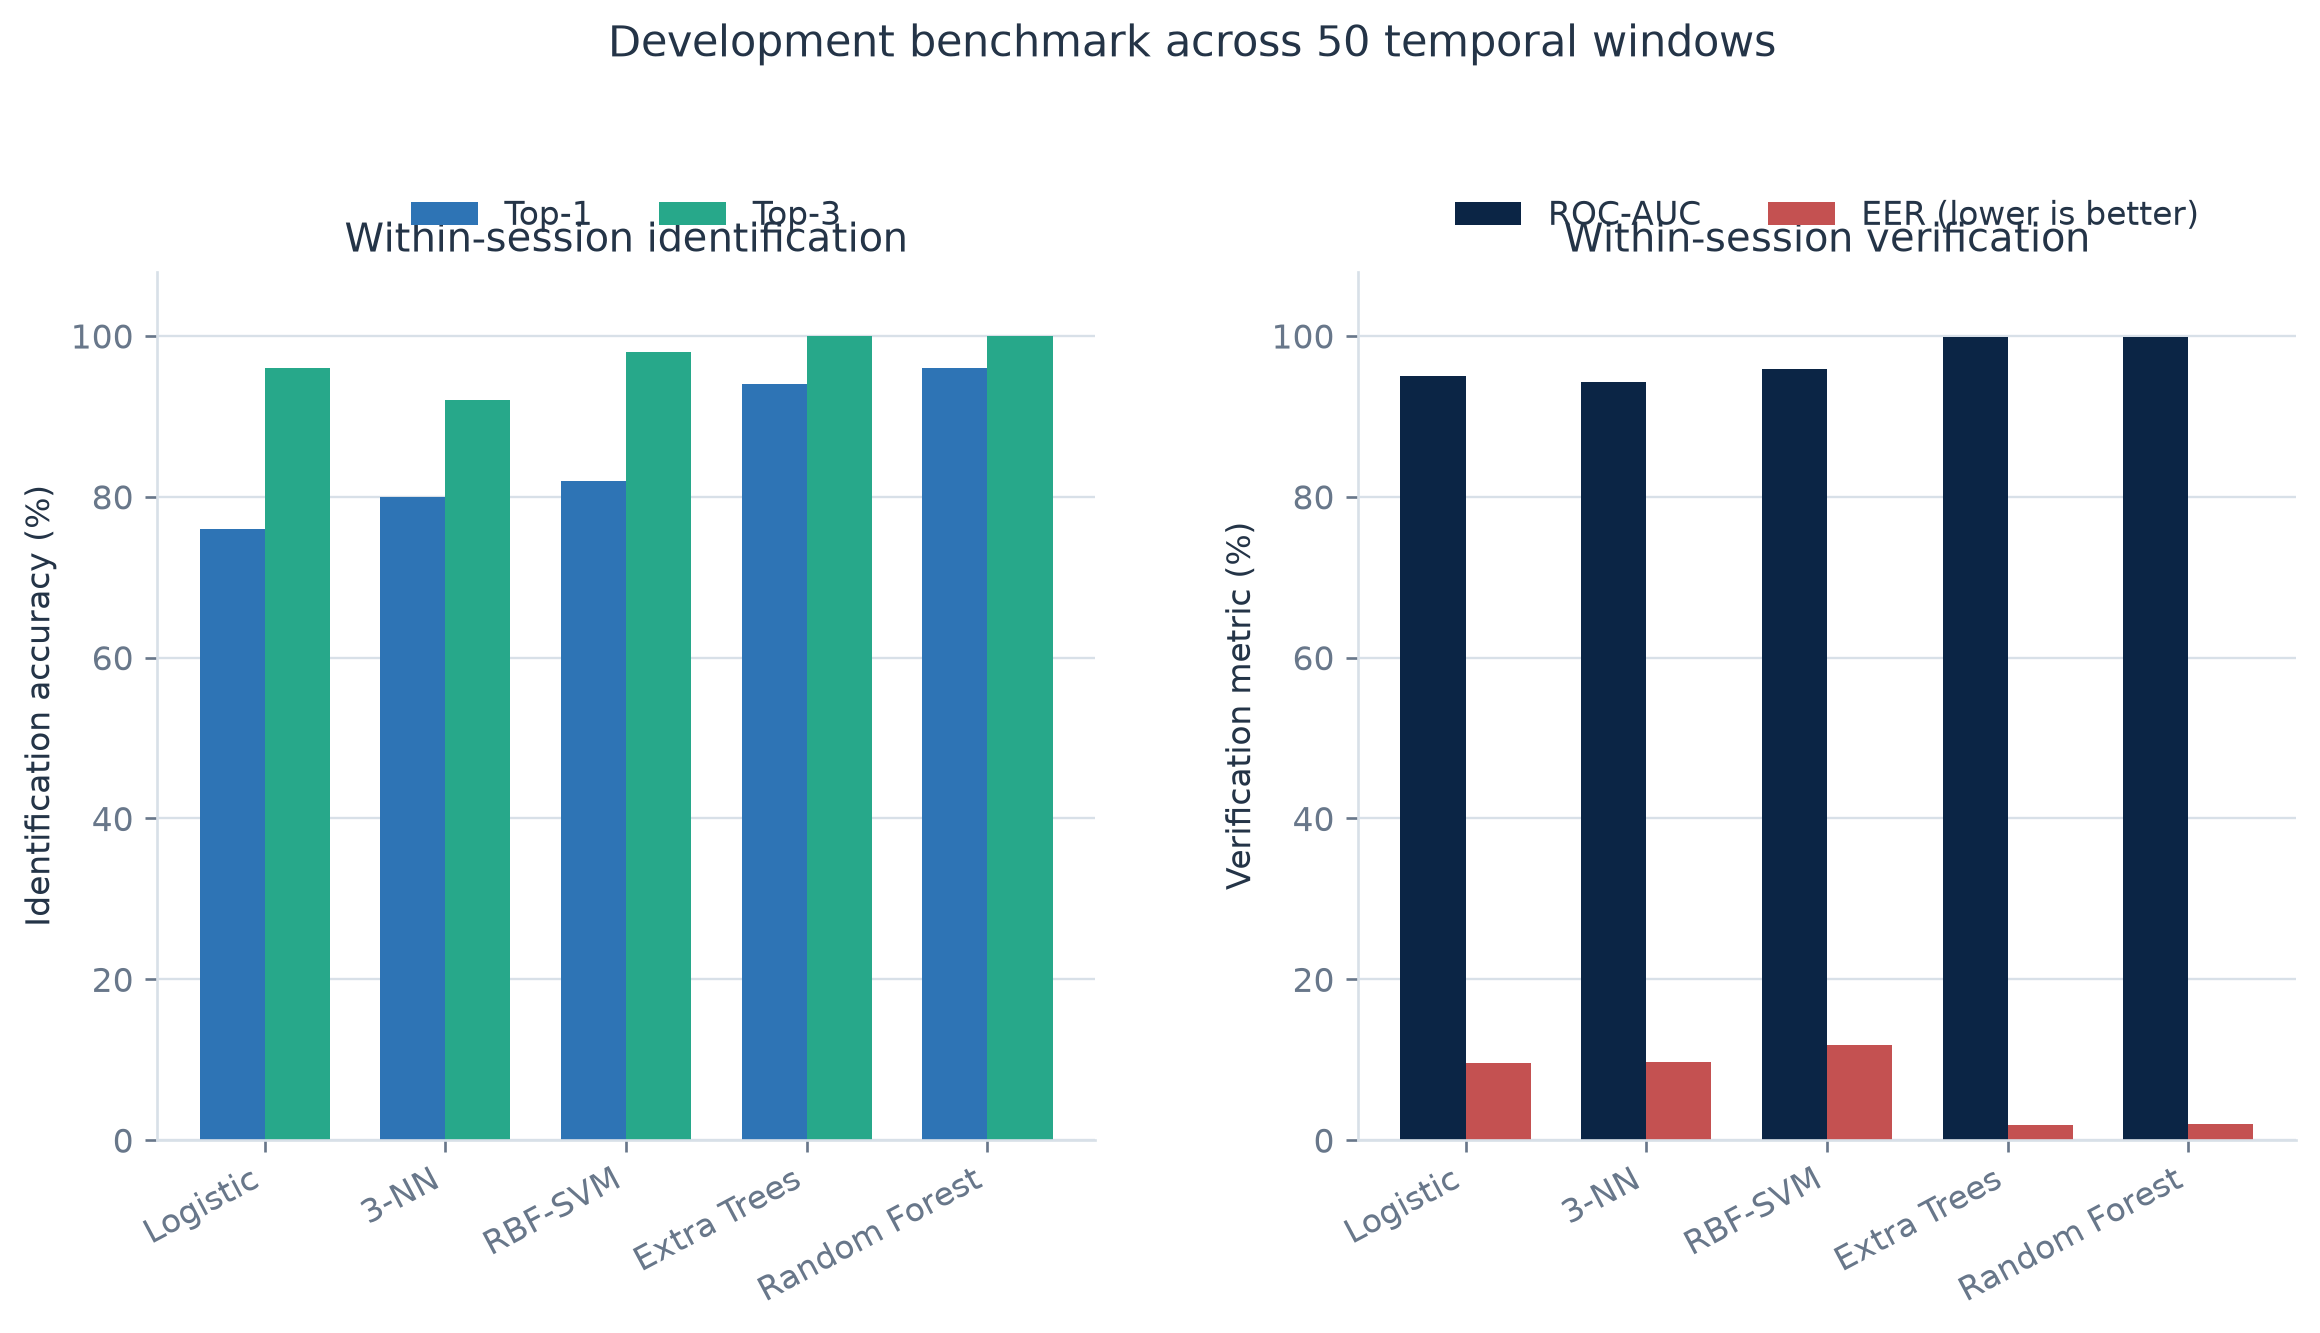 Development benchmark across 50 temporal windows
Top-1 Top-3
Within-session identification
Identification accuracy (%)
100
80
60
40
20
0
Logistic
3-NN
RBF-SVM
Extra Trees
Random Forest
ROC-AUC EER (lower is better)
Within-session verification
Verification metric (%)
100
80
60
40
20
0
Logistic
3-NN
RBF-SVM
Extra Trees
Random Forest